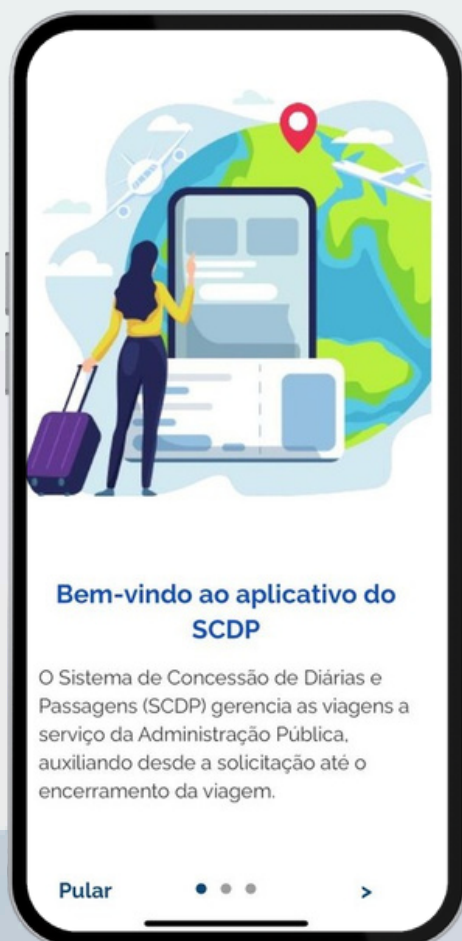 Bem-vindo ao aplicativo do
SCDP
O Sistema de Concessão de Diárias e
Passagens (SCDP) gerencia as viagens a
serviço da Administração Pública,
auxiliando desde a solicitação até o
encerramento da viagem.
Pular >